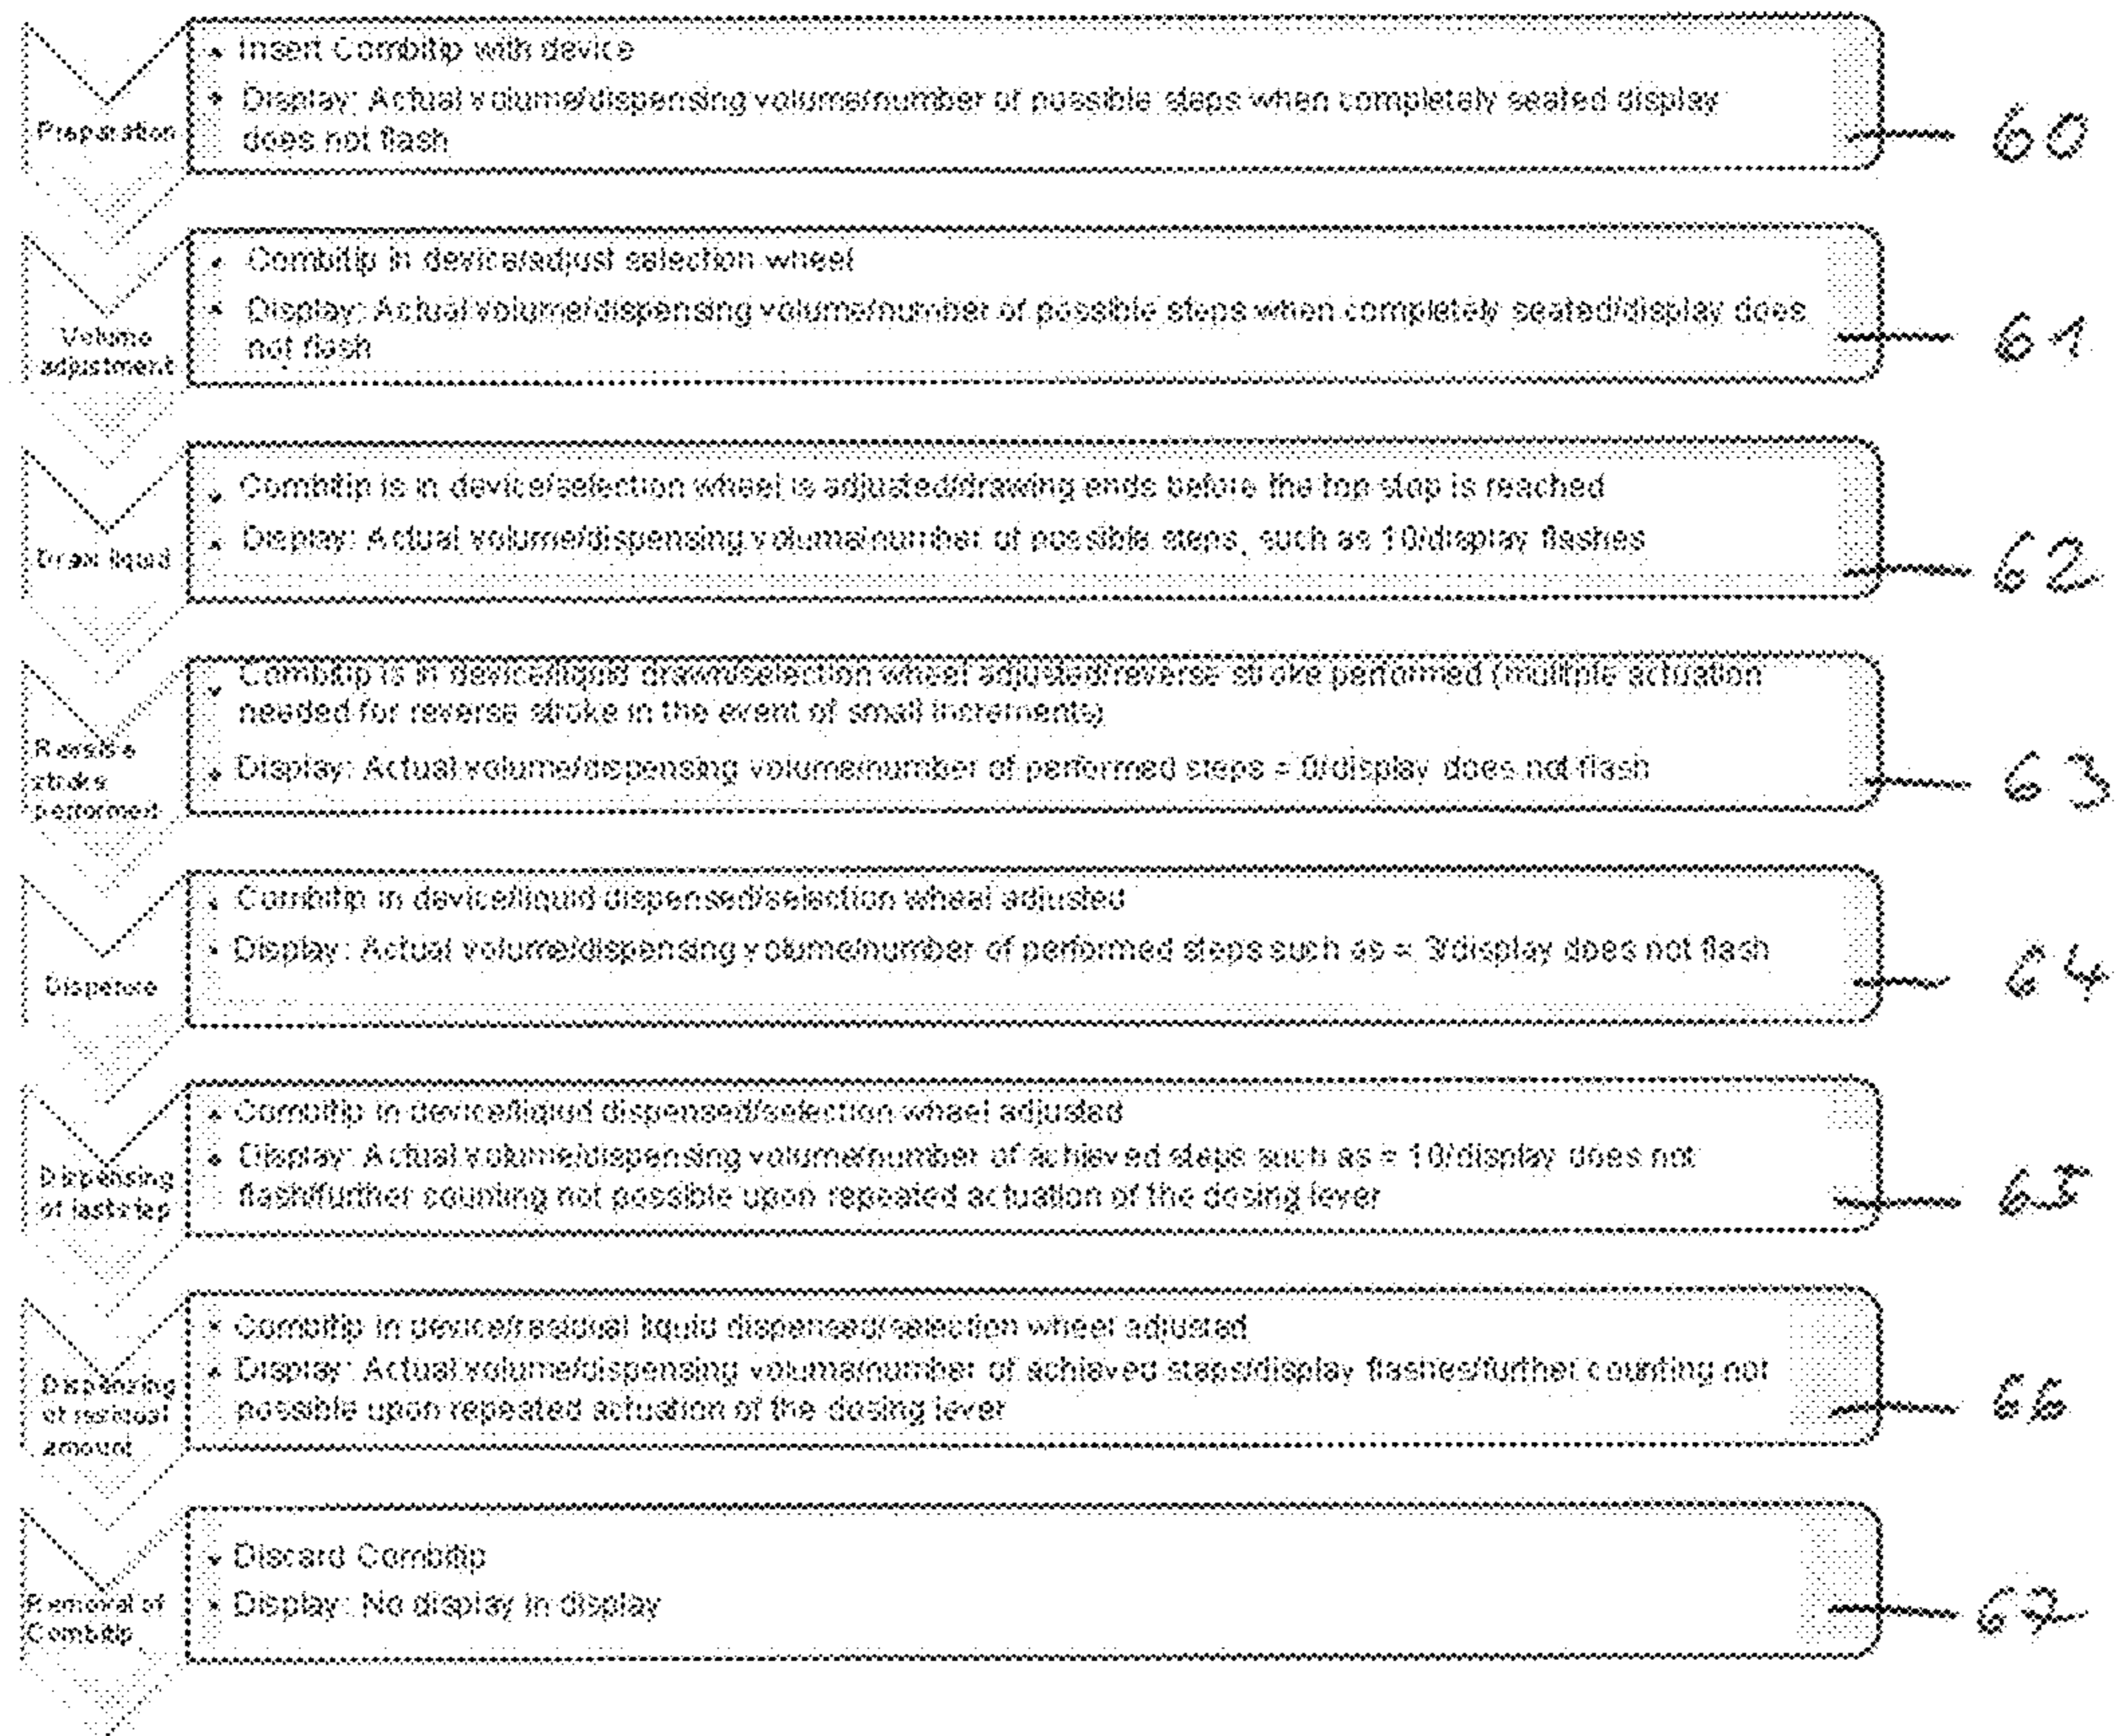 Preparation
• Insert Combitip with device
• Display: Actual volume/dispensing volume/number of possible steps when completely seated display
does not flash
60
Volume
adjustment
• Combitip in device/adjust selection wheel
• Display: Actual volume/dispensing volume/number of possible steps when completely seated/display does
not flash
61
Draw liquid
• Combitip is in device/selection wheel is adjusted/drawing ends before the top stop is reached
• Display: Actual volume/dispensing volume/number of possible steps, such as 10/display flashes
62
Reverse
stroke
performed
• Combitip is in device/liquid drawn/selection wheel adjusted/reverse stroke performed (multiple actuation
needed for reverse stroke in the event of small increments)
• Display: Actual volume/dispensing volume/number of performed steps = 0/display does not flash
63
Dispense
• Combitip in device/liquid dispensed/selection wheel adjusted
• Display: Actual volume/dispensing volume/number of performed steps such as = 3/display does not flash
64
Dispensing
of last step
• Combitip in device/liquid dispensed/selection wheel adjusted
• Display: Actual volume/dispensing volume/number of achieved steps such as = 10/display does not
flash/further counting not possible upon repeated actuation of the dosing lever
65
Dispensing
of residual
amount
• Combitip in device/residual liquid dispensed/selection wheel adjusted
• Display: Actual volume/dispensing volume/number of achieved steps/display flashes/further counting not
possible upon repeated actuation of the dosing lever
66
Removal of
Combitip
• Discard Combitip
• Display: No display in display
67